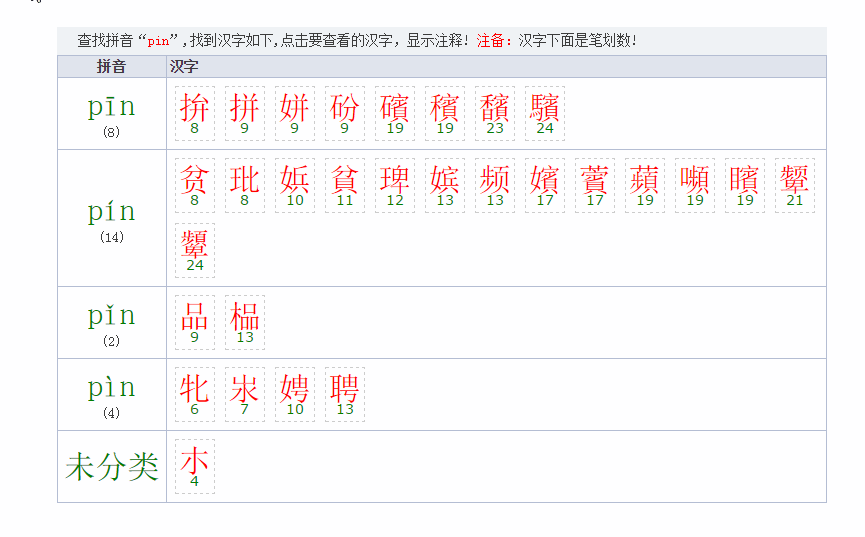 查找拼音“pin”,找到汉字如下,点击要查看的汉字，显示注释！注备：汉字下面是笔划数！
拼音 汉字
pīn 拚 拼 姘 砏 礗 穦 馪 驞
(8) 8 9 9 9 19 19 23 24
pín 贫 玭 娦 貧 琕 嫔 频 嬪 薲 蘋 嚬 矉 颦
(14) 8 8 10 11 12 13 13 17 17 19 19 19 21
顰
24
pǐn 品 榀
(2) 9 13
pìn 牝 汖 娉 聘
(4) 6 7 10 13
未分类 朩
4